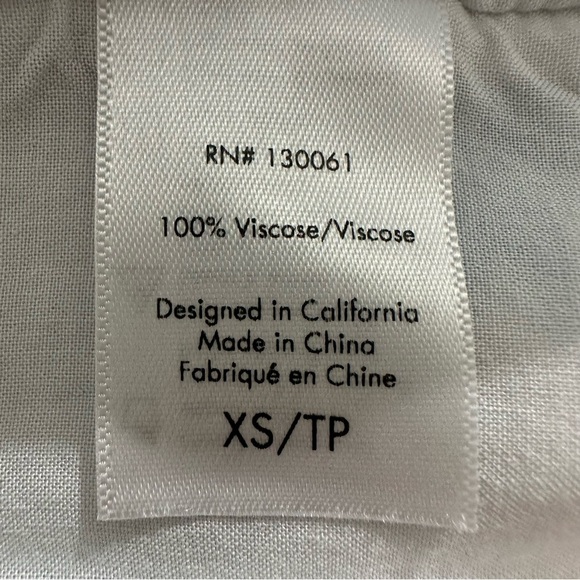 RN# 130061
100% Viscose/Viscose
Designed in California
Made in China
Fabriqué en Chine
XS/TP